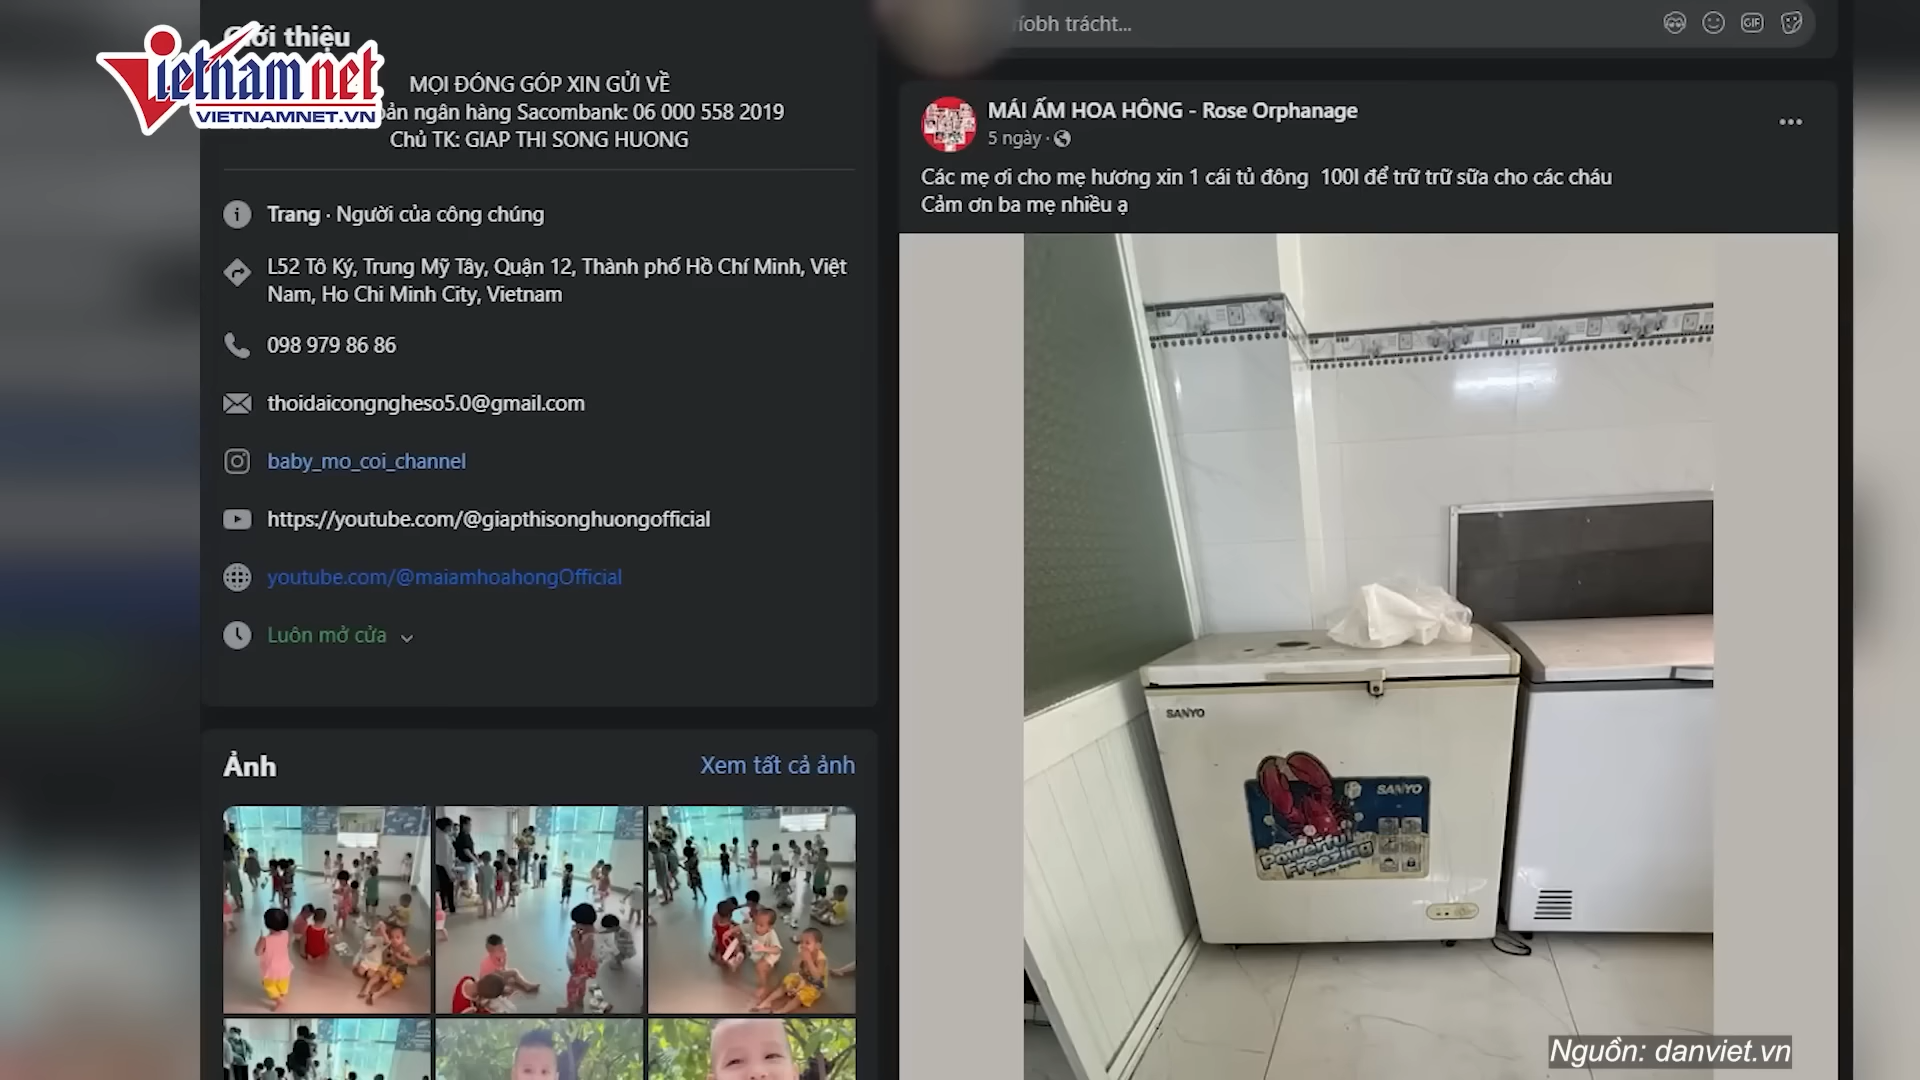 Giới thiệu
Vietnamnet
VIETNAMNET.VN
MỌI ĐÓNG GÓP XIN GỬI VỀ
ngân hàng Sacombank: 06 000 558 2019
Chủ TK: GIAP THI SONG HUONG
Trang · Người của công chúng
L52 Tô Ký, Trung Mỹ Tây, Quận 12, Thành phố Hồ Chí Minh, Việt
Nam, Ho Chi Minh City, Vietnam
098 979 86 86
thoidaicongngheso5.0@gmail.com
baby_mo_coi_channel
https://youtube.com/@giapthisonghuongofficial
youtube.com/@maiamhoahongOfficial
Luôn mở cửa
Ảnh
Xem tất cả ảnh
trácht...
GIF
MÁI ẤM HOA HỒNG - Rose Orphanage
5 ngày ·
Các mẹ ơi cho mẹ hương xin 1 cái tủ đông 100l để trữ trữ sữa cho các cháu
Cảm ơn ba mẹ nhiều ạ
SANYO
SANYO
Powerful
Freezing
Nguồn: danviet.vn